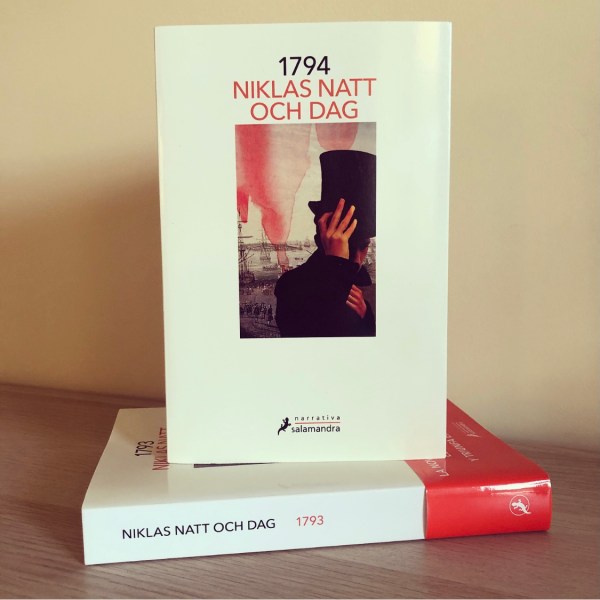 1794
NIKLAS NATT
OCH DAG
narrativa
salamandra
1793
NIKLAS NATT
NIKLAS NATT OCH DAG 1793